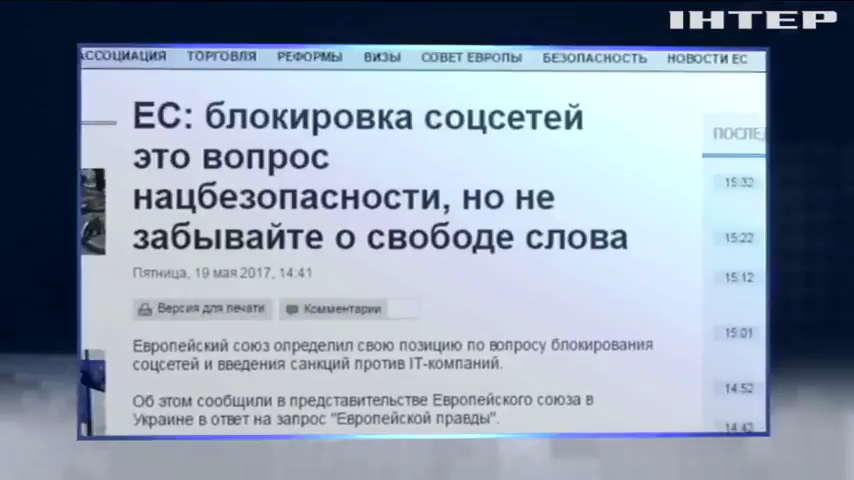 ІНТЕР
АССОЦИАЦИЯ ТОРГОВЛЯ РЕФОРМЫ ВИЗЫ СОВЕТ ЕВРОПЫ БЕЗОПАСНОСТЬ НОВОСТИ ЕС
ЕС: блокировка соцсетей
это вопрос
нацбезопасности, но не
забывайте о свободе слова
Пятница, 19 мая 2017, 14:41
Версия для печати Комментарии
Европейский союз определил свою позицию по вопросу блокирования
соцсетей и введения санкций против IT-компаний.
Об этом сообщили в представительстве Европейского союза в
Украине в ответ на запрос "Европейской правды".
ПОСЛЕД
15:32
15:22
15:12
15:01
14:52
14:42